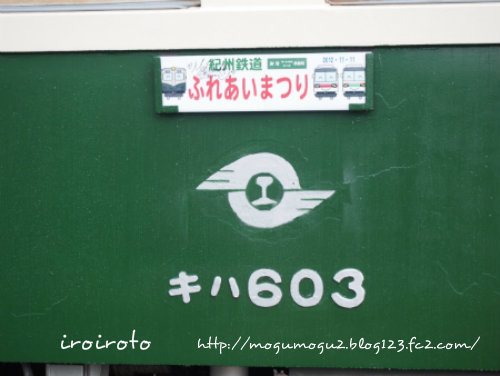 紀州鉄道
2012・11・11
ふれあいまつり
キハ603
iroiroto
http://mogumogu2.blog123.fc2.com/